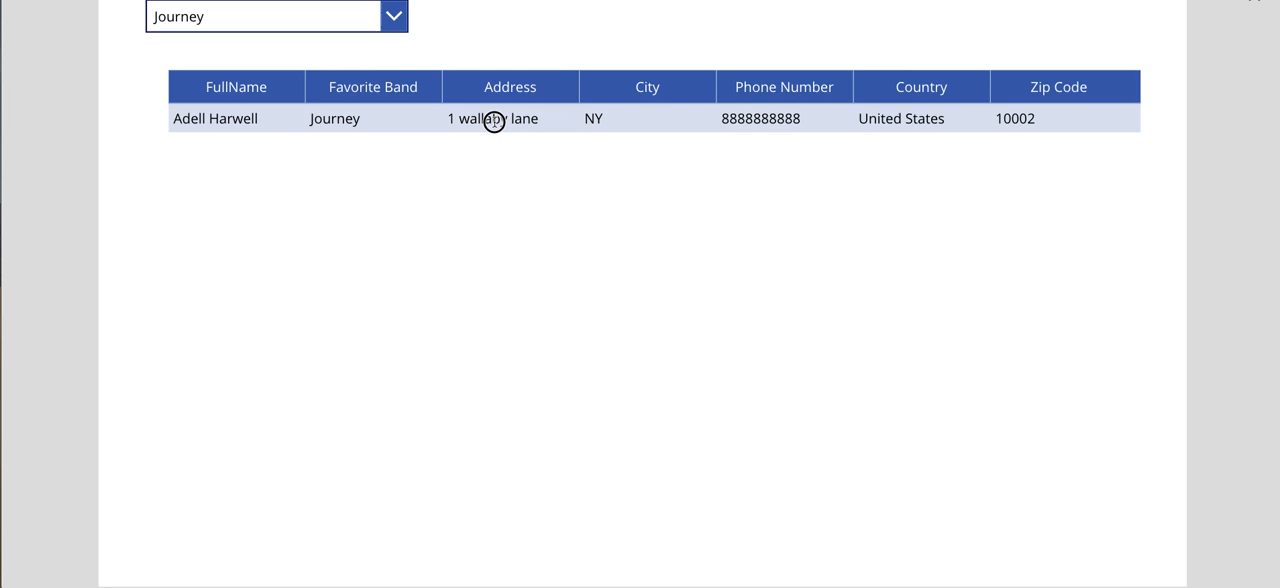 Journey
FullName Favorite Band Address City Phone Number Country Zip Code
Adell Harwell Journey 1 wallaby lane NY 8888888888 United States 10002